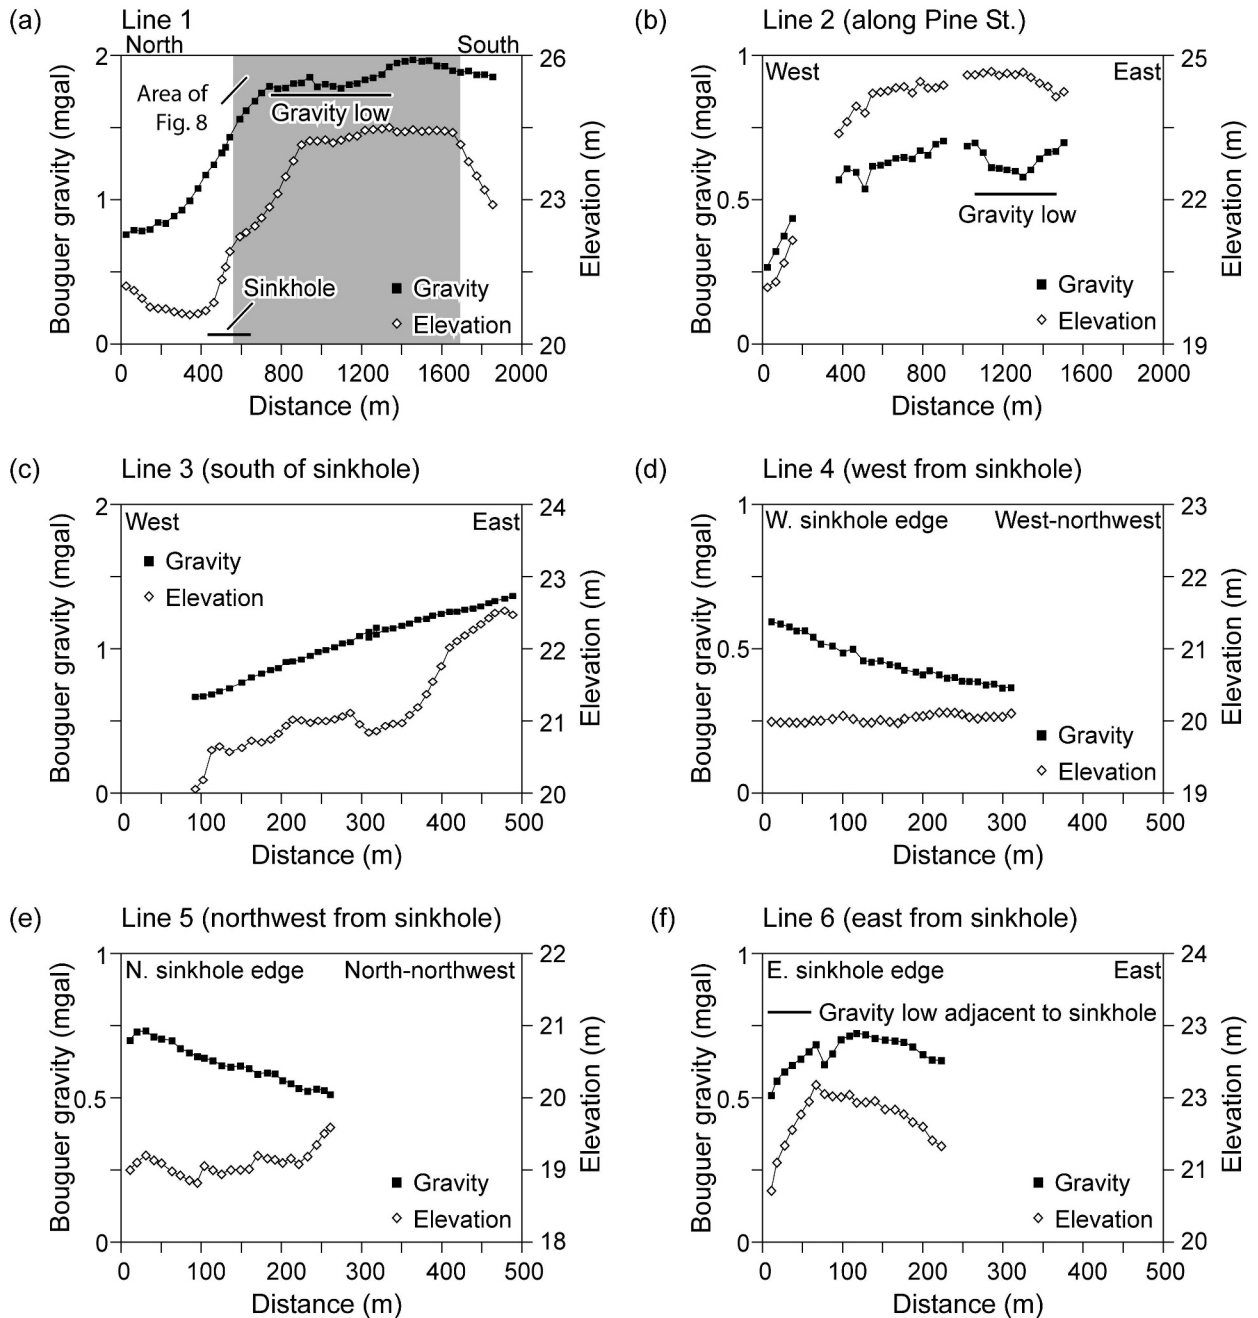 (a) Line 1
North South
2
1
0
Bouguer gravity (mgal)
26
23
20
Elevation (m)
Area of
Fig. 8
Gravity low
Sinkhole
Gravity
Elevation
0 400 800 1200 1600 2000
Distance (m)
(b) Line 2 (along Pine St.)
West East
1
0.5
0
Bouguer gravity (mgal)
25
22
19
Elevation (m)
Gravity low
Gravity
Elevation
0 400 800 1200 1600 2000
Distance (m)
(c) Line 3 (south of sinkhole)
West East
2
1
0
Bouguer gravity (mgal)
24
23
22
21
20
Elevation (m)
Gravity
Elevation
0 100 200 300 400 500
Distance (m)
(d) Line 4 (west from sinkhole)
W. sinkhole edge West-northwest
1
0.5
0
Bouguer gravity (mgal)
23
22
21
20
19
Elevation (m)
Gravity
Elevation
0 100 200 300 400 500
Distance (m)
(e) Line 5 (northwest from sinkhole)
N. sinkhole edge North-northwest
1
0.5
0
Bouguer gravity (mgal)
22
21
20
19
18
Elevation (m)
Gravity
Elevation
0 100 200 300 400 500
Distance (m)
(f) Line 6 (east from sinkhole)
E. sinkhole edge East
Gravity low adjacent to sinkhole
1
0.5
0
Bouguer gravity (mgal)
24
23
23
21
20
Elevation (m)
Gravity
Elevation
0 100 200 300 400 500
Distance (m)